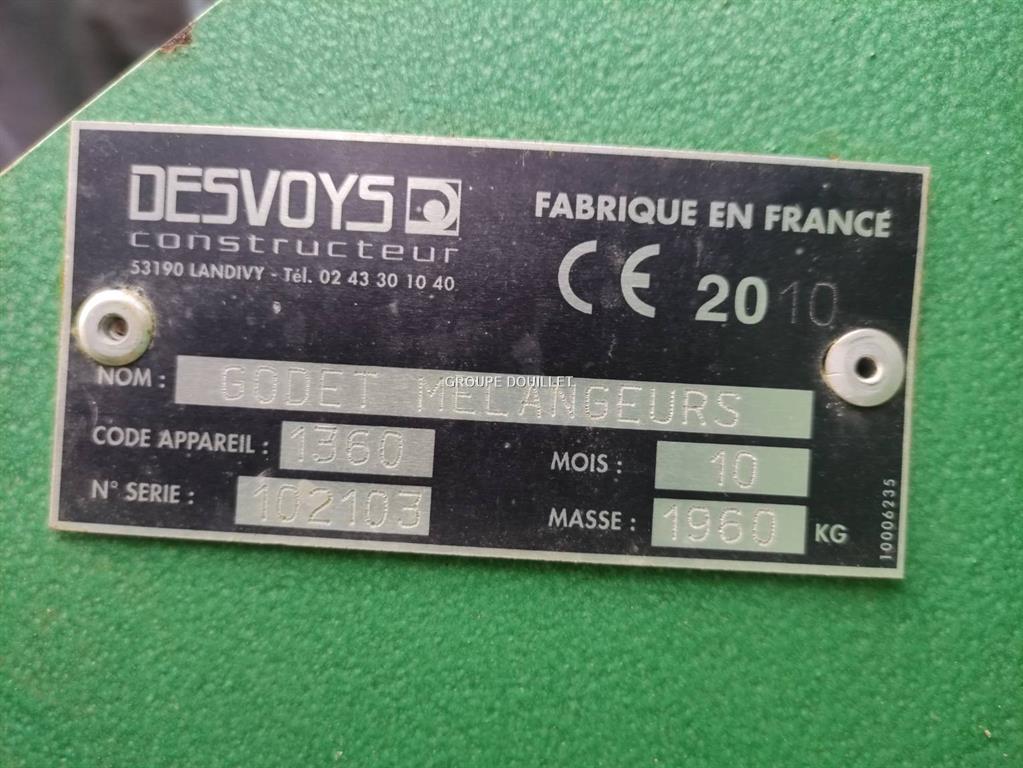 DESVOYS
constructeur
53190 LANDIVY - Tél. 02 43 30 10 40
FABRIQUE EN FRANCE
CE 2010
NOM : GODET MELANGEURS
GROUPE DOUILLET
CODE APPAREIL : 1360
MOIS : 10
N° SERIE : 102103
MASSE : 1960 KG
10006235